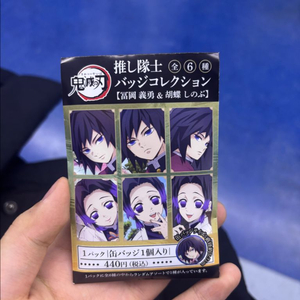 鬼滅の刃
推し隊士 全6種
バッジコレクション
【冨岡 義勇 & 胡蝶 しのぶ】
1パック 缶バッジ1個入り
440円(税込)